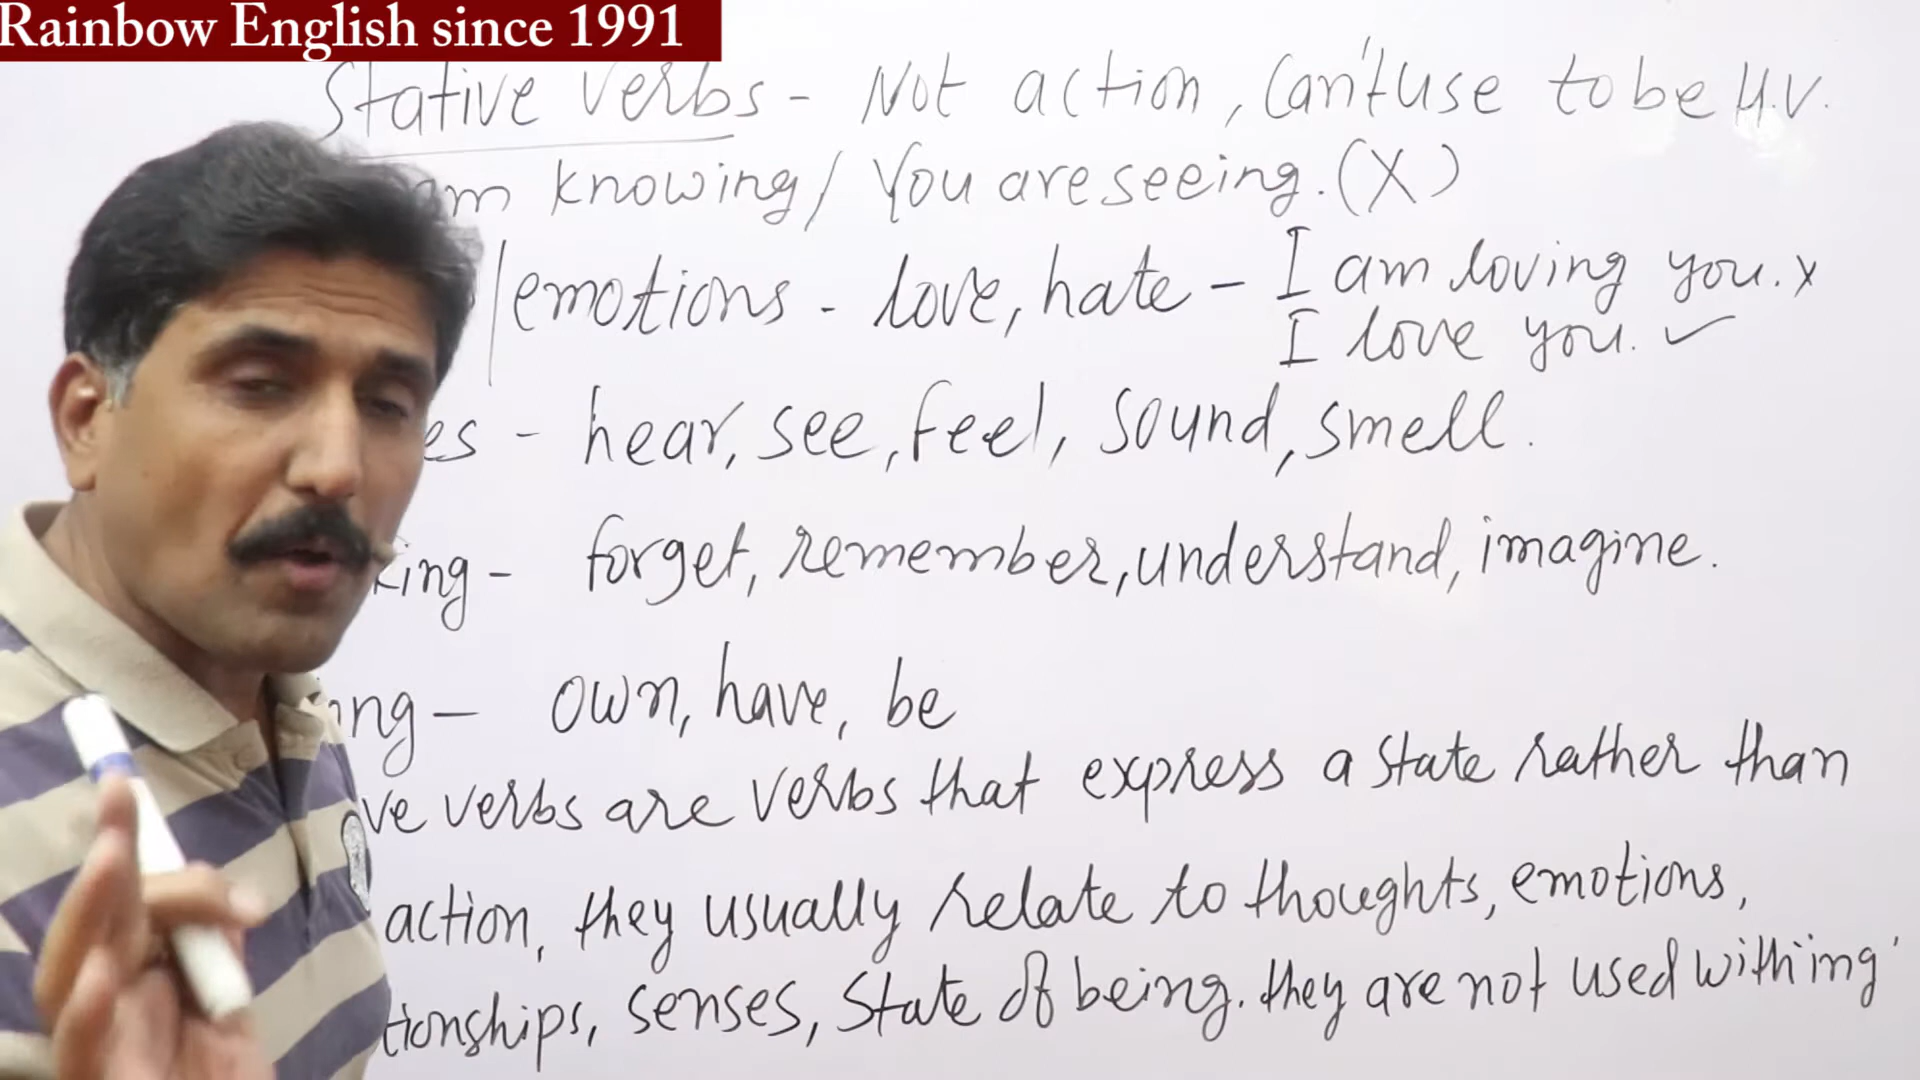 Rainbow English since 1991
Stative verbs - Not action, Can't use to be H.V.
am knowing / You are seeing. (X)
/emotions - love, hate - I am loving you. x
I love you. ✓
es - hear, see, feel, sound, smell.
king - forget, remember, understand, imagine.
ng - own, have, be
ve verbs are verbs that express a state rather than
action, they usually relate to thoughts, emotions,
tionships, senses, state of being. they are not used with 'ing'